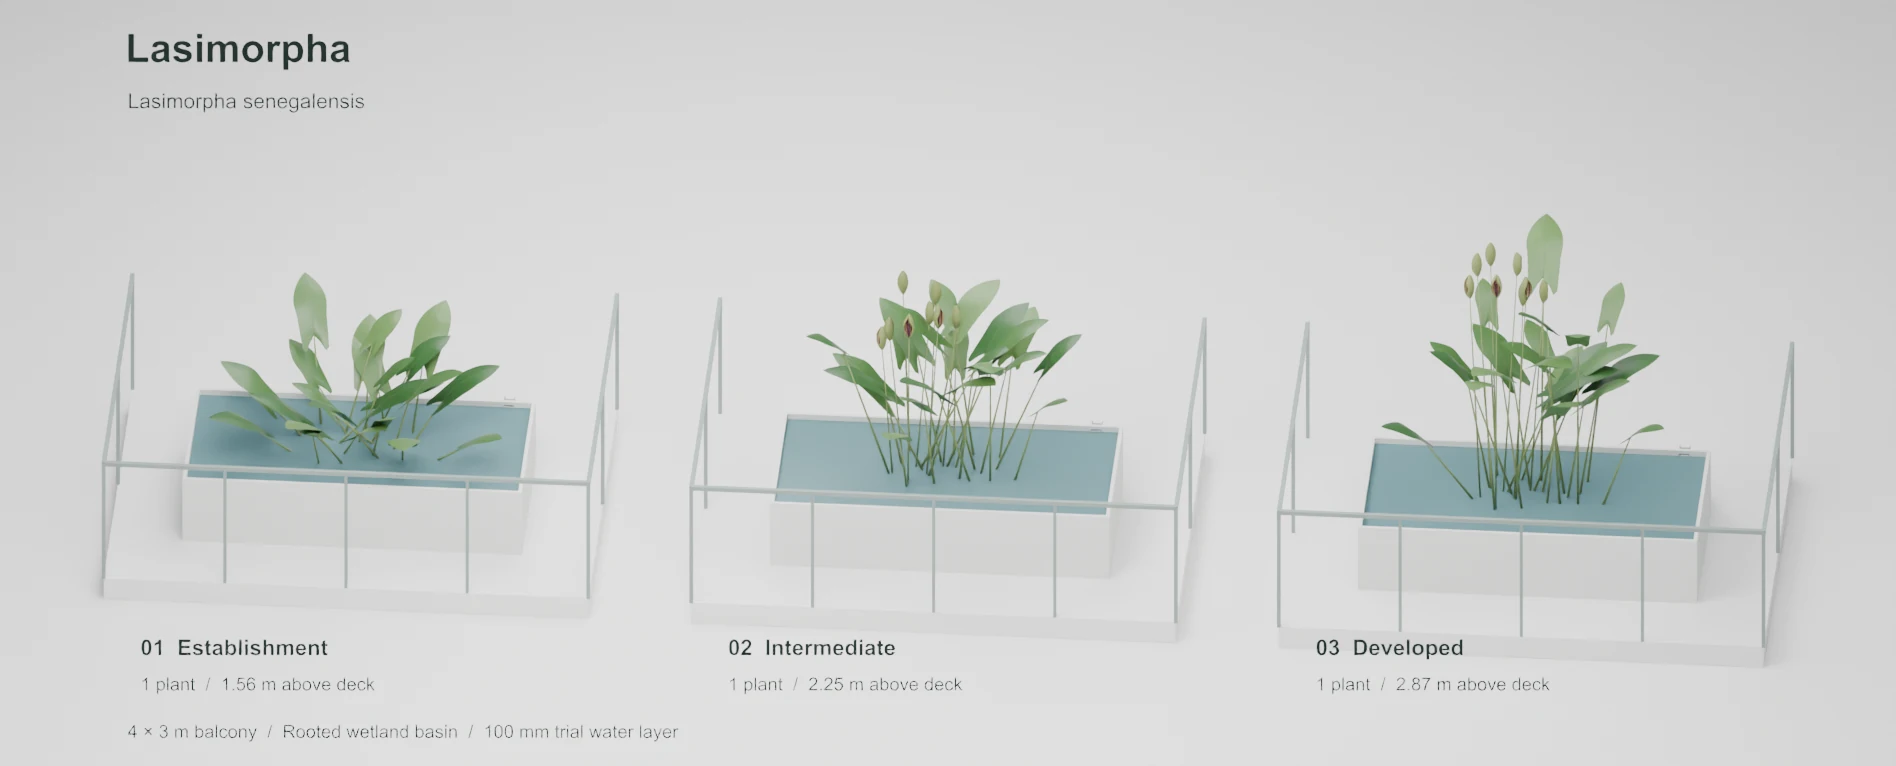 Lasimorpha
Lasimorpha senegalensis
01 Establishment
1 plant / 1.56 m above deck
02 Intermediate
1 plant / 2.25 m above deck
03 Developed
1 plant / 2.87 m above deck
4 × 3 m balcony / Rooted wetland basin / 100 mm trial water layer